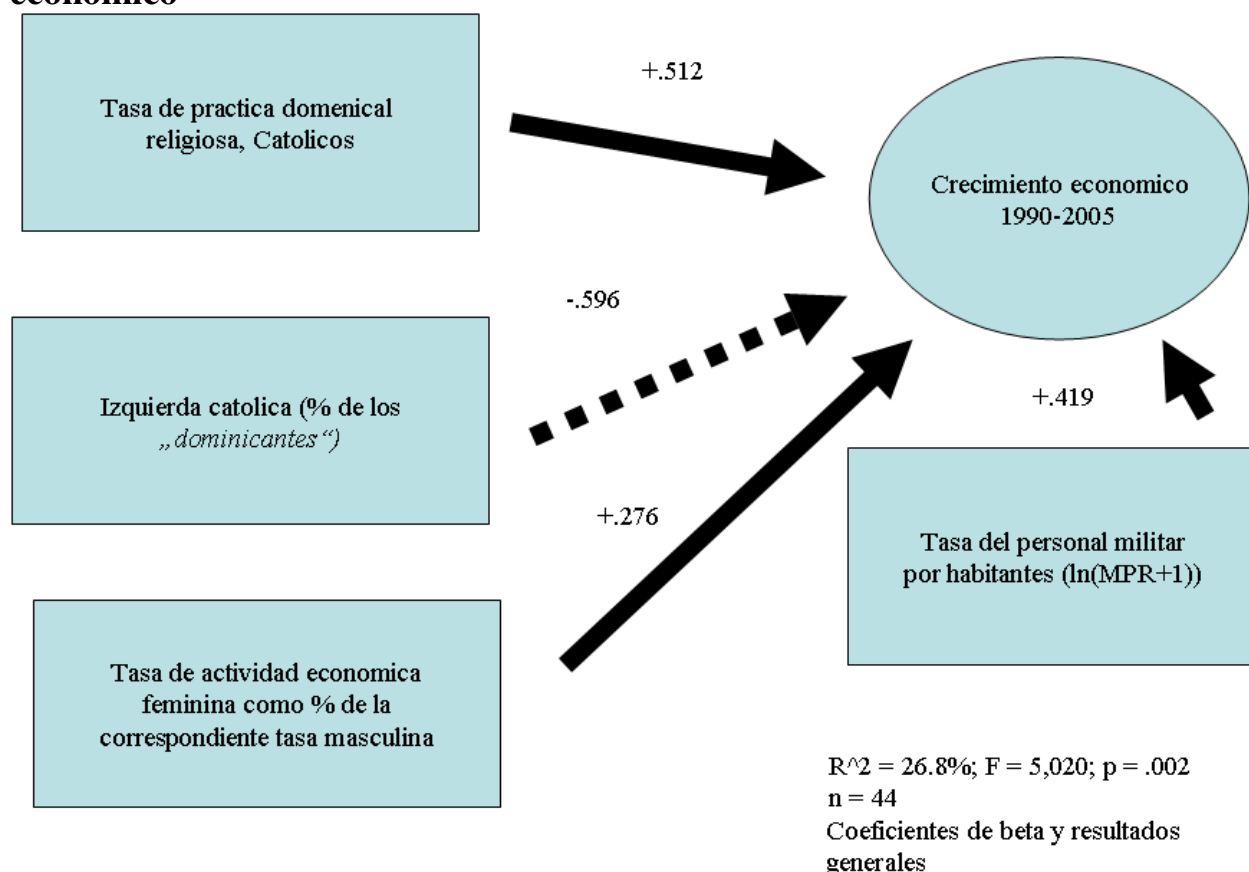 economico
Tasa de practica domenical
religiosa, Catolicos
+.512
Crecimiento economico
1990-2005
-.596
Izquierda catolica (% de los
„dominicantes“)
+.419
+.276
Tasa del personal militar
por habitantes (ln(MPR+1))
Tasa de actividad economica
feminina como % de la
correspondiente tasa masculina
R^2 = 26.8%; F = 5,020; p = .002
n = 44
Coeficientes de beta y resultados
generales